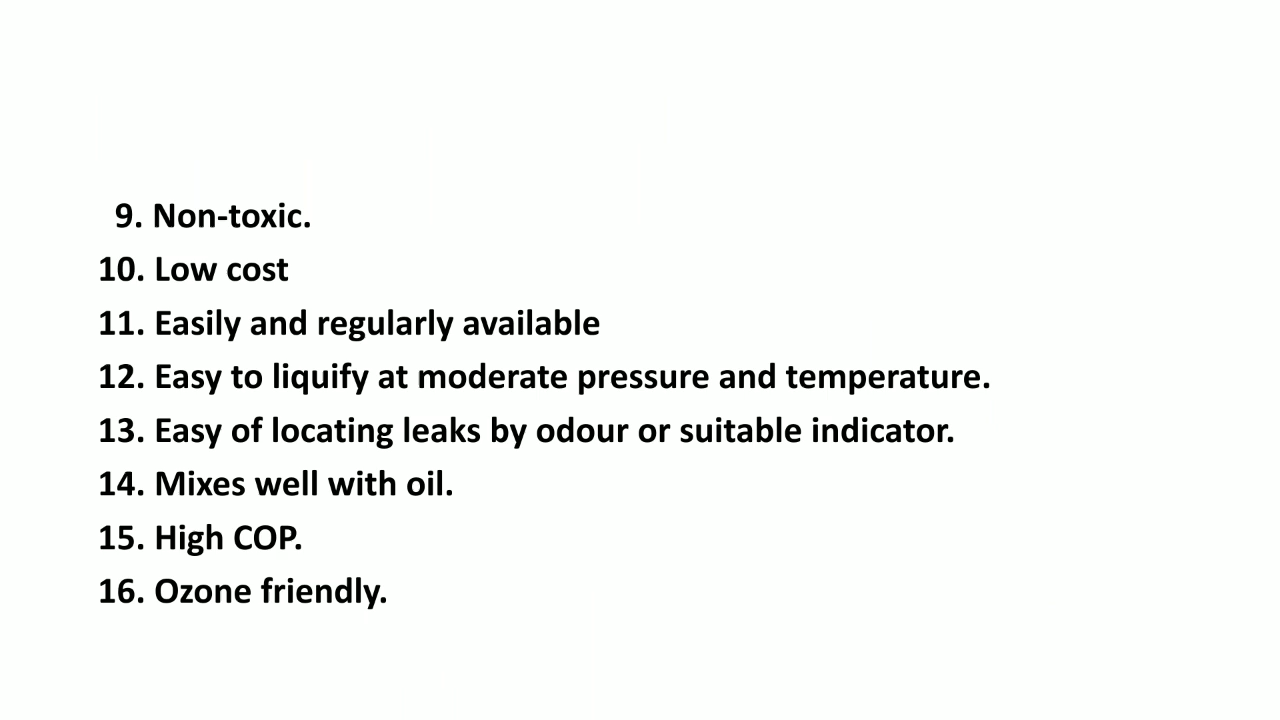 9. Non-toxic.
10. Low cost
11. Easily and regularly available
12. Easy to liquify at moderate pressure and temperature.
13. Easy of locating leaks by odour or suitable indicator.
14. Mixes well with oil.
15. High COP.
16. Ozone friendly.